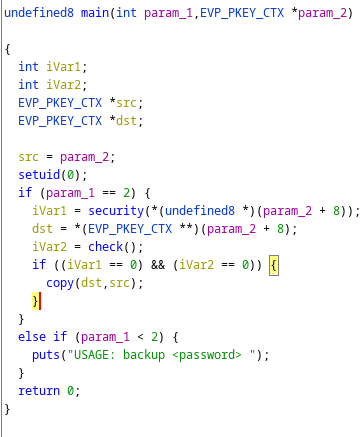 undefined8 main(int param_1,EVP_PKEY_CTX *param_2)
{
int iVar1;
int iVar2;
EVP_PKEY_CTX *src;
EVP_PKEY_CTX *dst;
src = param_2;
setuid(0);
if (param_1 == 2) {
iVar1 = security(*(undefined8 *)(param_2 + 8));
dst = *(EVP_PKEY_CTX **)(param_2 + 8);
iVar2 = check();
if ((iVar1 == 0) && (iVar2 == 0)) {
copy(dst,src);
}
}
else if (param_1 < 2) {
puts("USAGE: backup <password> ");
}
return 0;
}